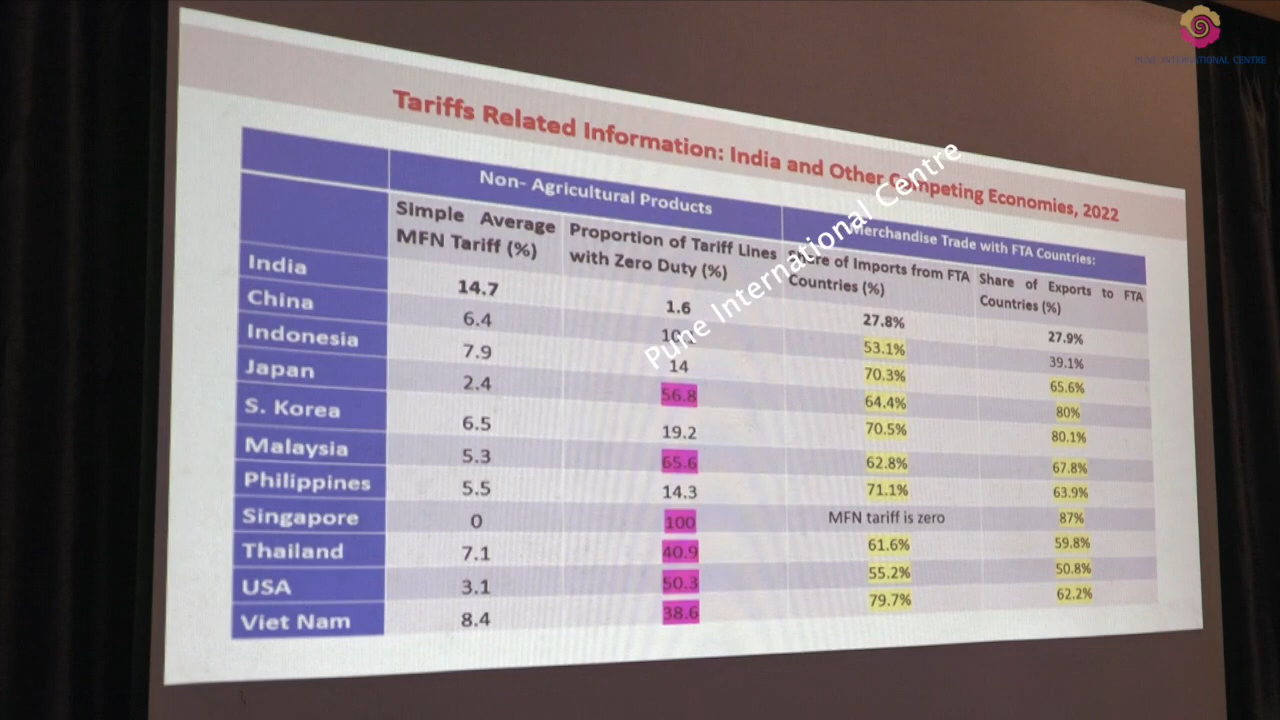 PUNE INTERNATIONAL CENTRE
Tariffs Related Information: India and Other Competing Economies, 2022
Non- Agricultural Products
Merchandise Trade with FTA Countries:
Simple Average
MFN Tariff (%)
Proportion of Tariff Lines
with Zero Duty (%)
Share of Imports from FTA
Countries (%)
Share of Exports to FTA
Countries (%)
India 14.7 1.6 27.8% 27.9%
China 6.4 53.1% 39.1%
Indonesia 7.9 14 70.3% 65.6%
Japan 2.4 56.8 64.4% 80%
S. Korea 6.5 19.2 70.5% 80.1%
Malaysia 5.3 65.6 62.8% 67.8%
Philippines 5.5 14.3 71.1% 63.9%
Singapore 0 100 MFN tariff is zero 87%
Thailand 7.1 40.9 61.6% 59.8%
USA 3.1 50.3 55.2% 50.8%
Viet Nam 8.4 38.6 79.7% 62.2%
Pune International Centre